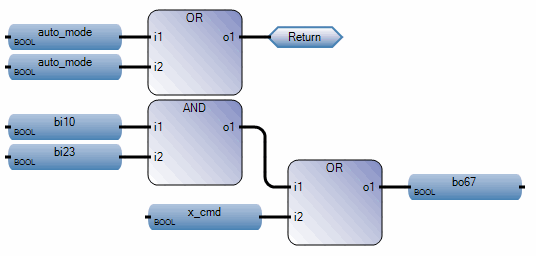 OR
auto_mode
BOOL
i1
o1
Return
auto_mode
BOOL
i2
AND
bi10
BOOL
i1
o1
bi23
BOOL
i2
OR
i1
o1
bo67
BOOL
x_cmd
BOOL
i2